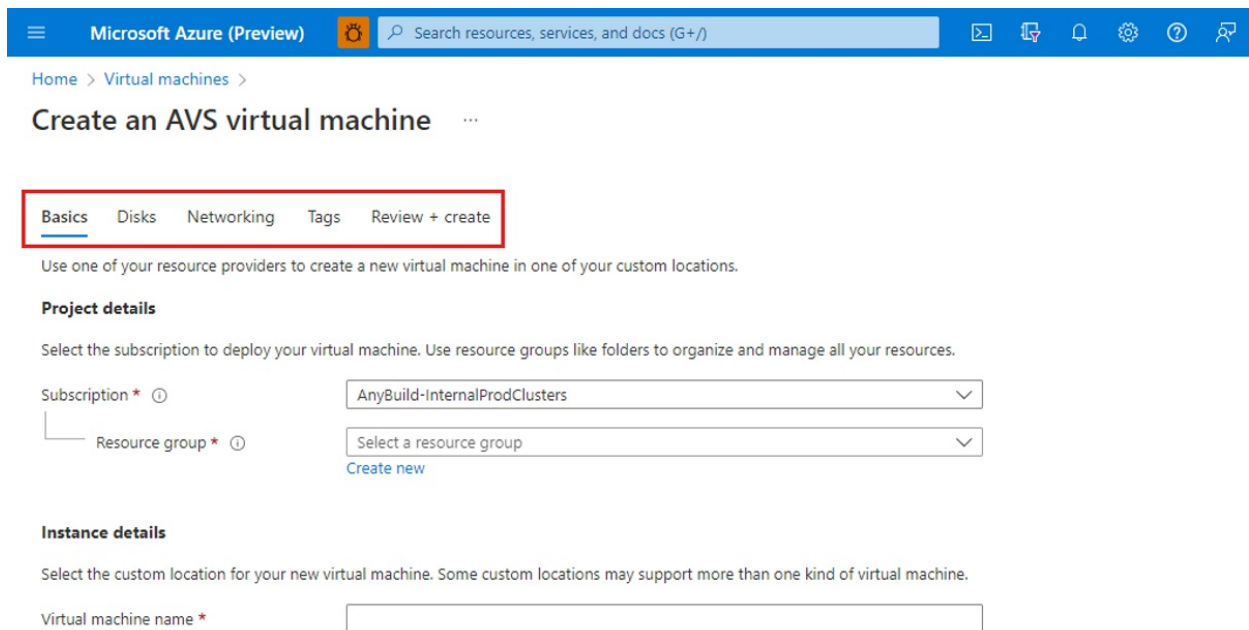 Microsoft Azure (Preview) Search resources, services, and docs (G+/)
Home > Virtual machines >
Create an AVS virtual machine ...
Basics Disks Networking Tags Review + create
Use one of your resource providers to create a new virtual machine in one of your custom locations.
Project details
Select the subscription to deploy your virtual machine. Use resource groups like folders to organize and manage all your resources.
Subscription * AnyBuild-InternalProdClusters
Resource group * Select a resource group
Create new
Instance details
Select the custom location for your new virtual machine. Some custom locations may support more than one kind of virtual machine.
Virtual machine name *